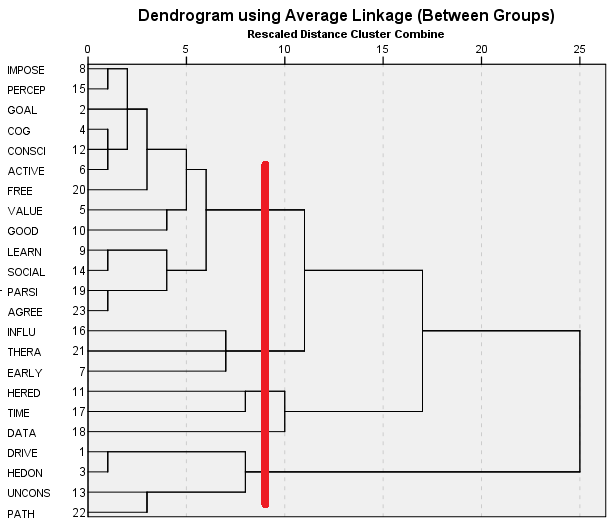 Dendrogram using Average Linkage (Between Groups)
Rescaled Distance Cluster Combine
0 5 10 15 20 25
IMPOSE 8
PERCEP 15
GOAL 2
COG 4
CONSCI 12
ACTIVE 6
FREE 20
VALUE 5
GOOD 10
LEARN 9
SOCIAL 14
PARSI 19
AGREE 23
INFLU 16
THERA 21
EARLY 7
HERED 11
TIME 17
DATA 18
DRIVE 1
HEDON 3
UNCONS 13
PATH 22